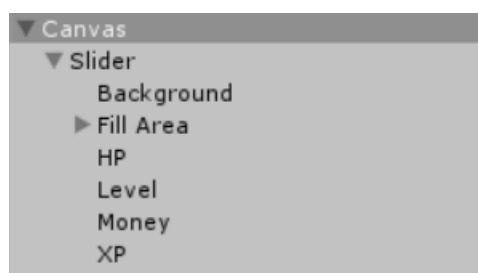 Canvas
Slider
Background
Fill Area
HP
Level
Money
XP